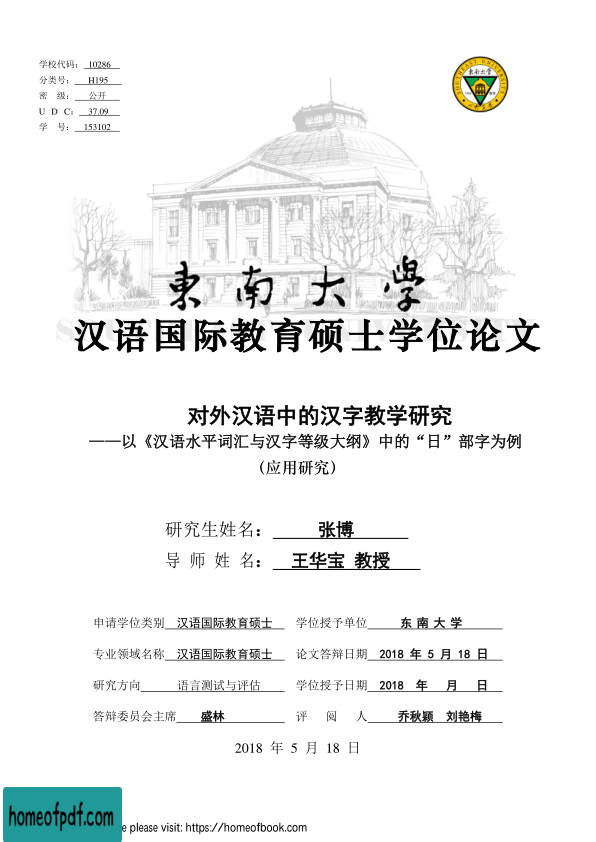 学校代码: 10286
分类号: H195
密 级: 公开
U D C: 37.09
学 号: 153102
SOUTHEAST UNIVERSITY
東南大學
東南大學
汉语国际教育硕士学位论文
对外汉语中的汉字教学研究
——以《汉语水平词汇与汉字等级大纲》中的“日”部字为例
（应用研究）
研究生姓名： 张博
导 师 姓 名： 王华宝 教授
申请学位类别 汉语国际教育硕士 学位授予单位 东 南 大 学
专业领域名称 汉语国际教育硕士 论文答辩日期 2018 年 5 月 18 日
研究方向 语言测试与评估 学位授予日期 2018 年 月 日
答辩委员会主席 盛林 评 阅 人 乔秋颖 刘艳梅
2018 年 5 月 18 日
homeofpdf.com
e please visit: https://homeofbook.com